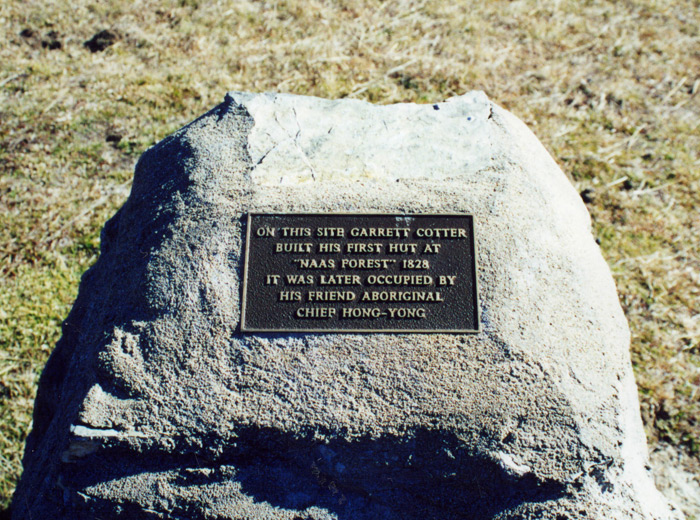 ON THIS SITE GARRETT COTTER
BUILT HIS FIRST HUT AT
"NAAS FOREST" 1828
IT WAS LATER OCCUPIED BY
HIS FRIEND ABORIGINAL
CHIEF HONG-YONG